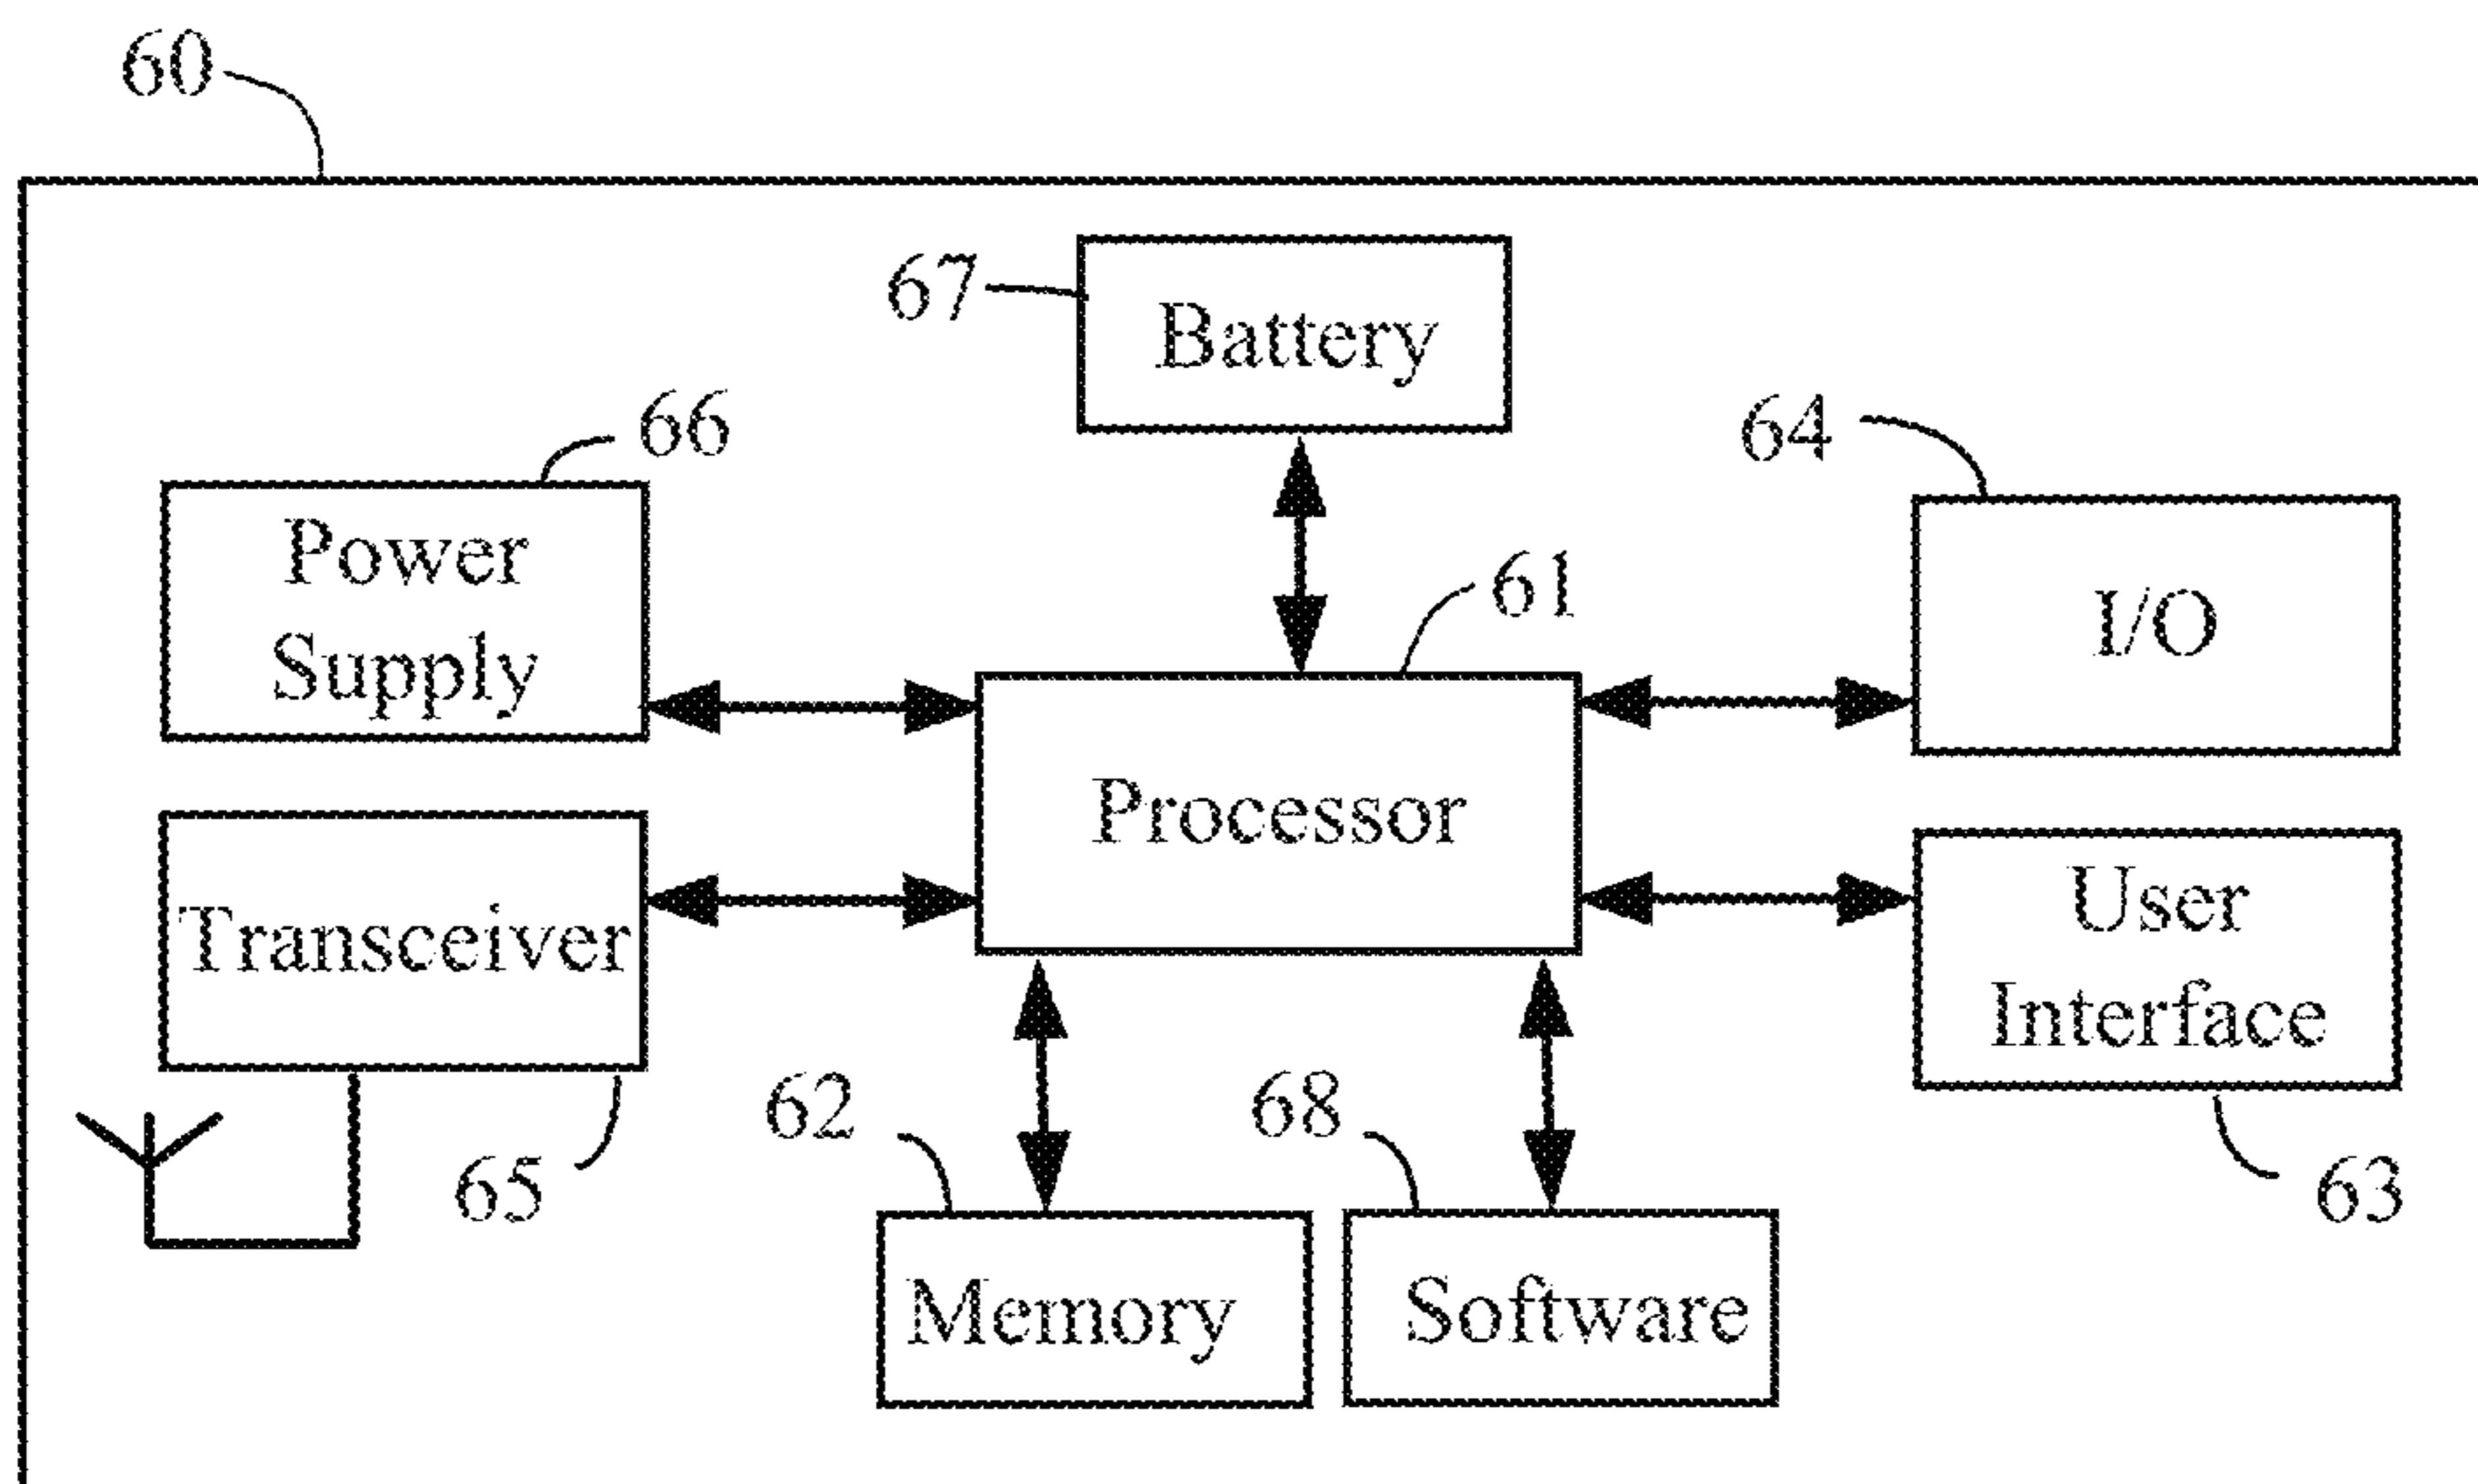 60
67
Battery
66
64
Power
Supply
61
I/O
Processor
Transceiver
User
Interface
62
68
65
63
Memory
Software